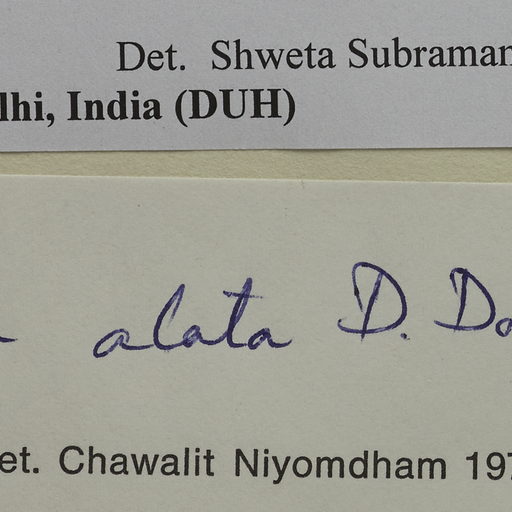 Det. Shweta Subraman
lhi, India (DUH)
alata D. Do
et. Chawalit Niyomdham 197